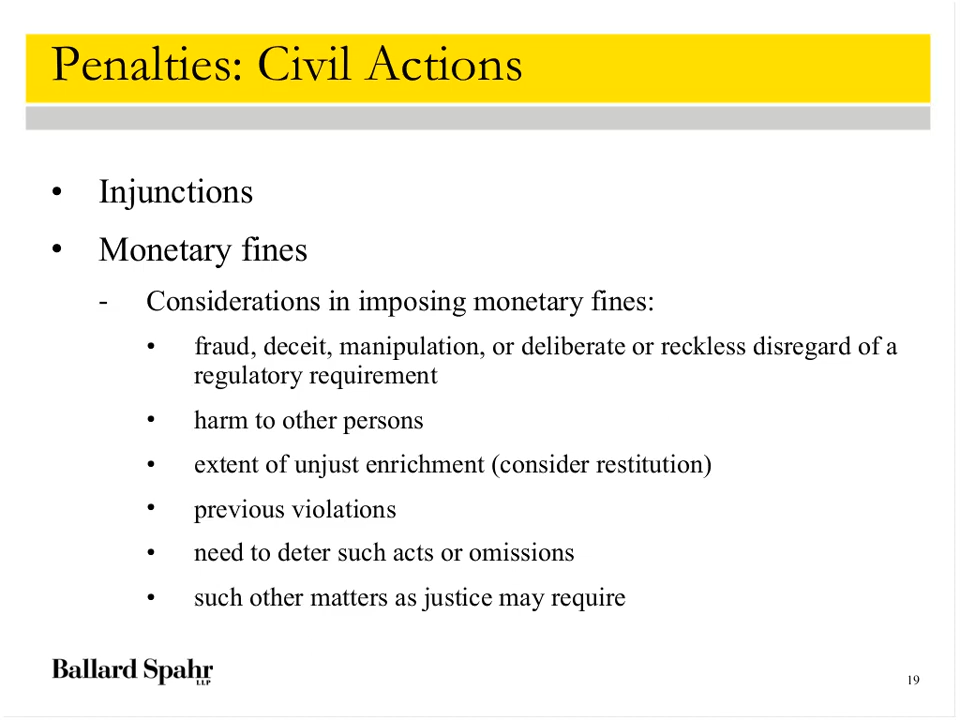 Penalties: Civil Actions
• Injunctions
• Monetary fines
- Considerations in imposing monetary fines:
• fraud, deceit, manipulation, or deliberate or reckless disregard of a
regulatory requirement
• harm to other persons
• extent of unjust enrichment (consider restitution)
• previous violations
• need to deter such acts or omissions
• such other matters as justice may require
Ballard Spahr
LLP
19